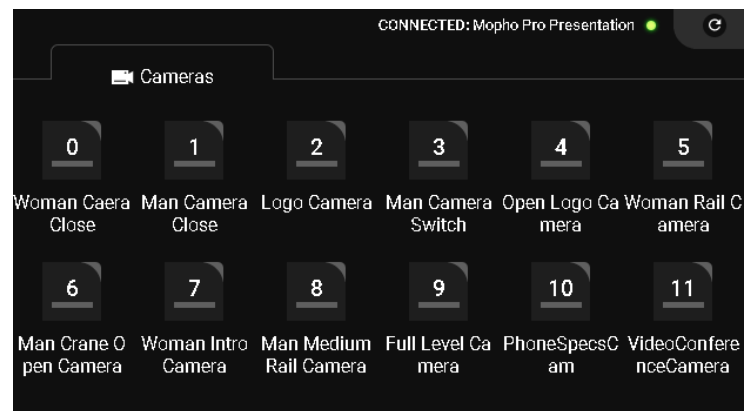 CONNECTED: Mopho Pro Presentation
Cameras
0 1 2 3 4 5
Woman Caera Man Camera Logo Camera Man Camera Open Logo Ca Woman Rail C
Close Close Switch mera amera
6 7 8 9 10 11
Man Crane O Woman Intro Man Medium Full Level Ca PhoneSpecsC VideoConfere
pen Camera Camera Rail Camera mera am nceCamera